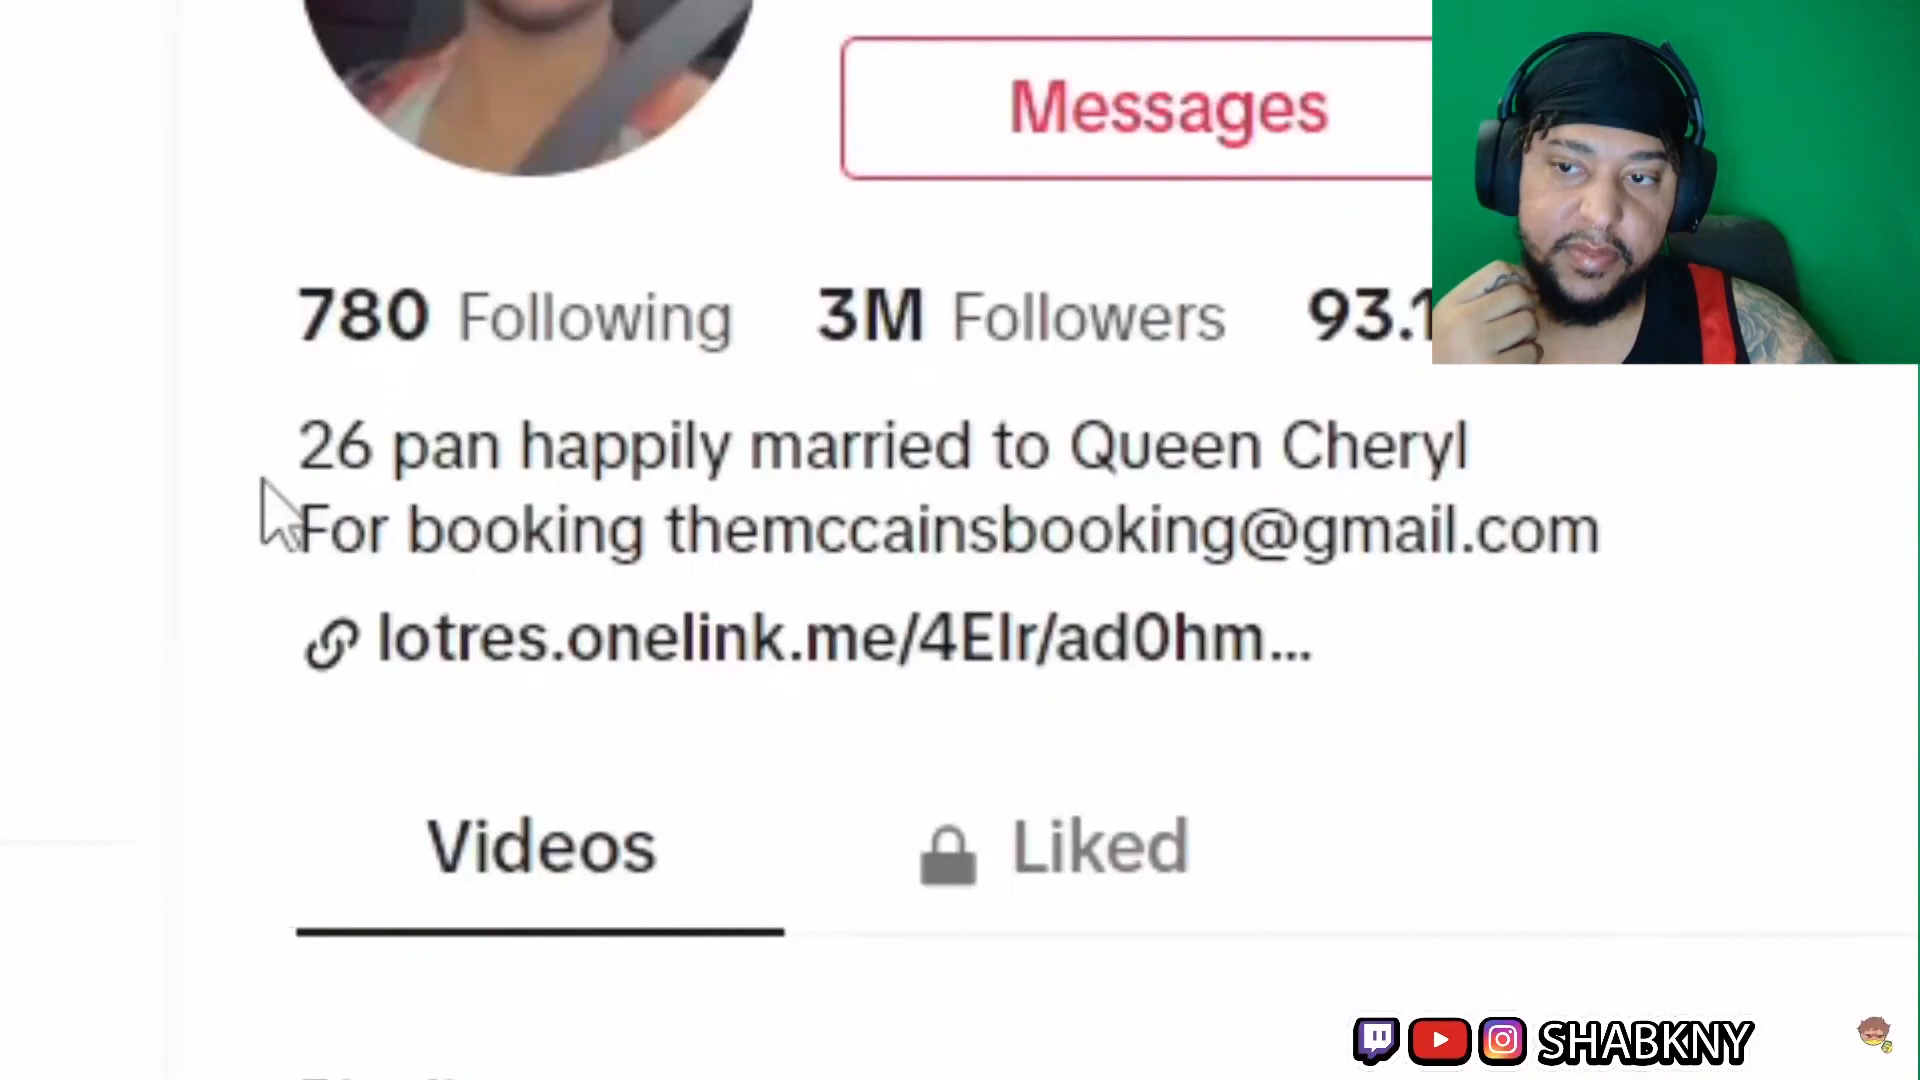 Messages
780 Following 3M Followers 93.1
26 pan happily married to Queen Cheryl
For booking themccainsbooking@gmail.com
lotres.onelink.me/4Elr/ad0hm...
Videos Liked
SHABKNY